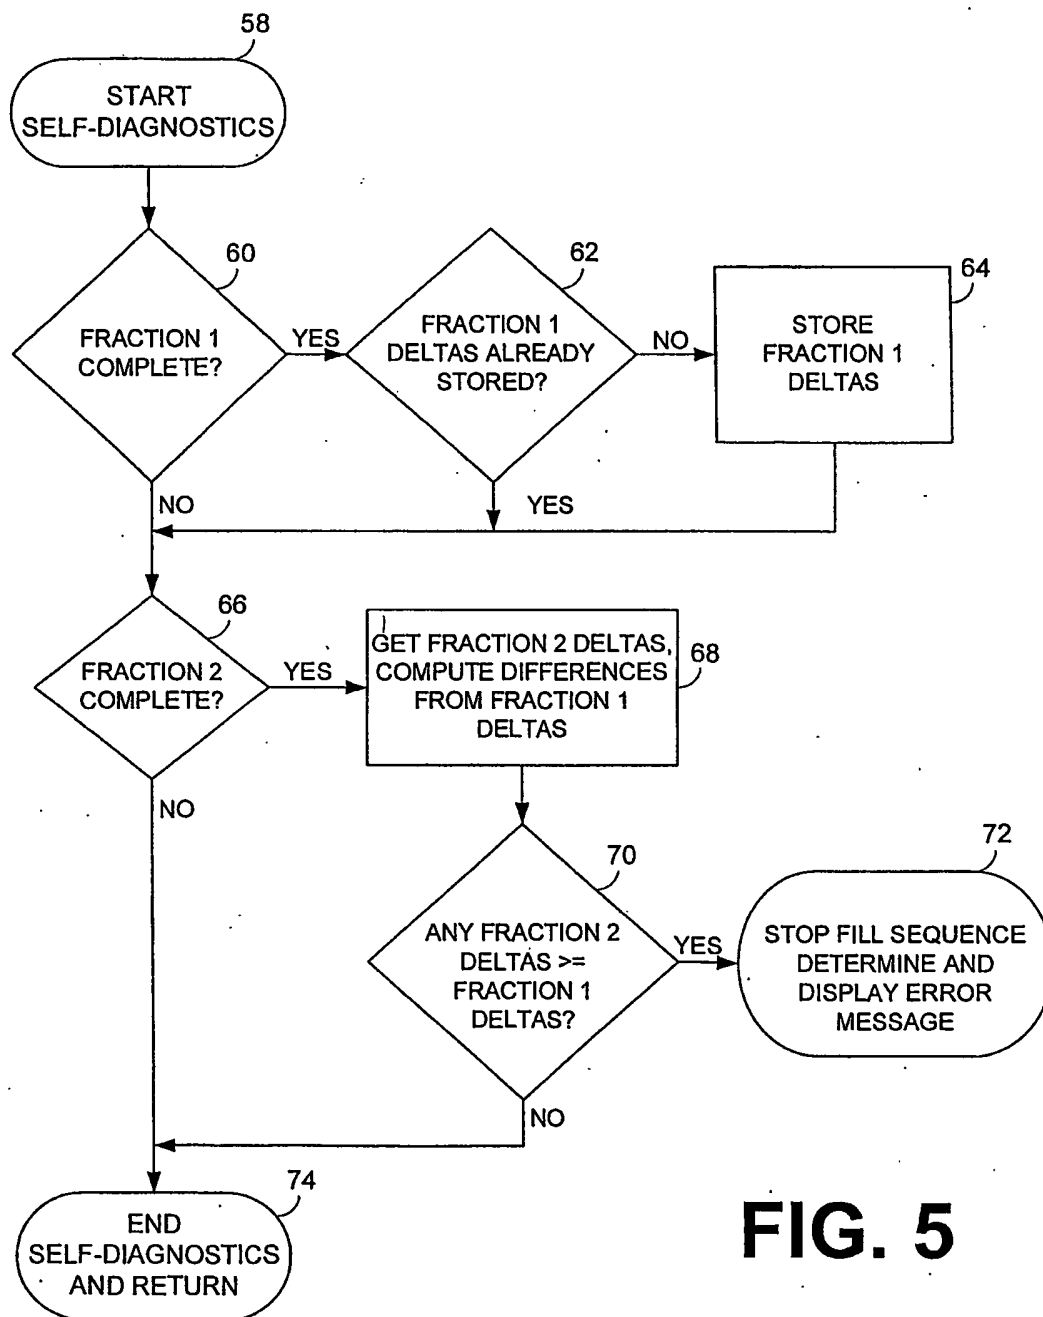 58
START
SELF-DIAGNOSTICS
60
FRACTION 1
COMPLETE?
YES
62
FRACTION 1
DELTAS ALREADY
STORED?
NO
64
STORE
FRACTION 1
DELTAS
NO
YES
66
FRACTION 2
COMPLETE?
YES
GET FRACTION 2 DELTAS,
COMPUTE DIFFERENCES
FROM FRACTION 1
DELTAS
68
NO
70
ANY FRACTION 2
DELTAS >=
FRACTION 1
DELTAS?
YES
72
STOP FILL SEQUENCE
DETERMINE AND
DISPLAY ERROR
MESSAGE
NO
74
END
SELF-DIAGNOSTICS
AND RETURN
FIG. 5